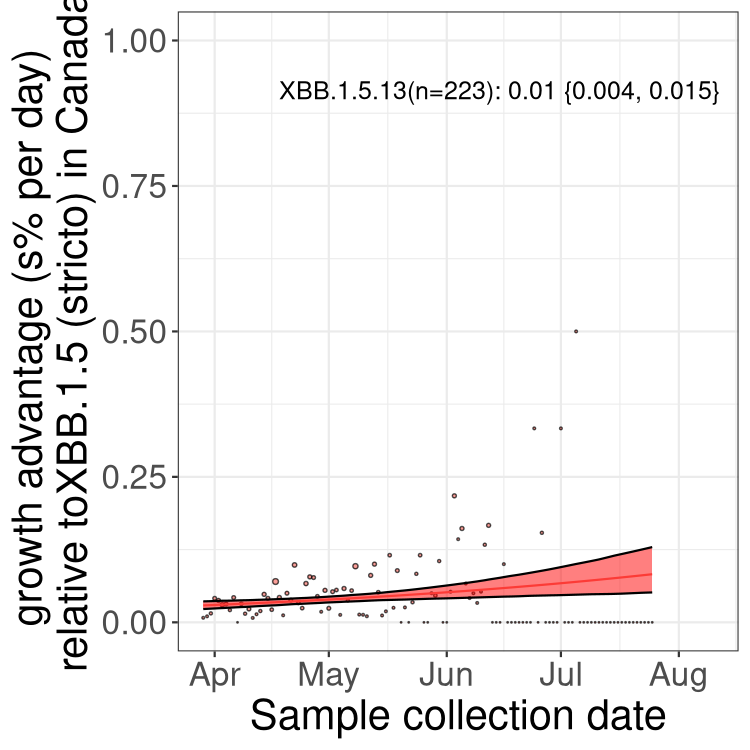 growth advantage (s% per day)
relative toXBB.1.5 (stricto) in Canada
1.00
0.75
0.50
0.25
0.00
XBB.1.5.13(n=223): 0.01 {0.004, 0.015}
Apr May Jun Jul Aug
Sample collection date